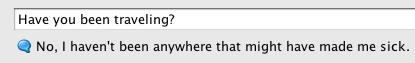 Have you been traveling?
No, I haven't been anywhere that might have made me sick.